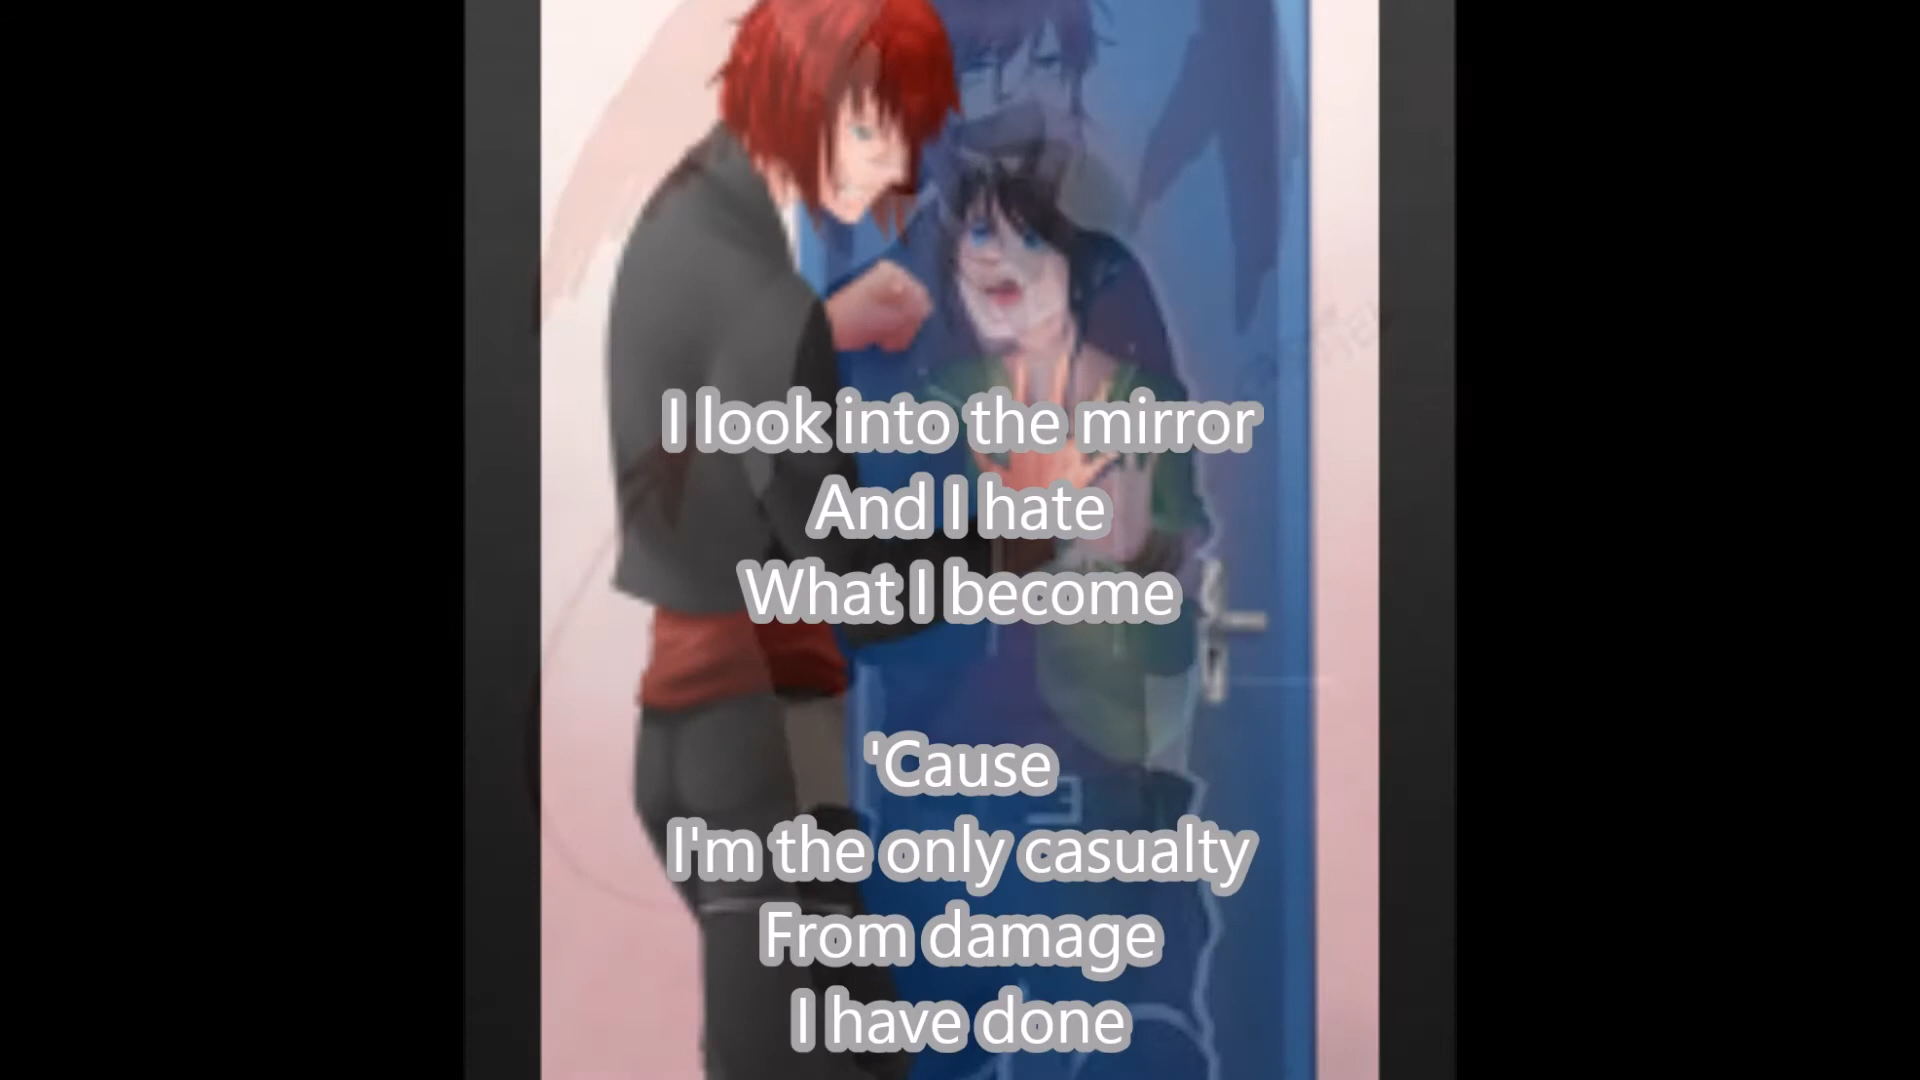 I look into the mirror
And I hate
What I become
'Cause
I'm the only casualty
From damage
I have done